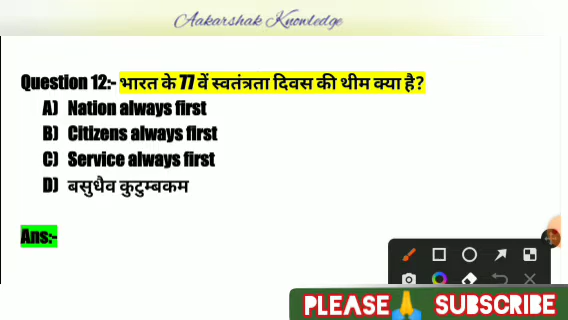 Aakarshak Knowledge
Question 12:- भारत के 77 वें स्वतंत्रता दिवस की थीम क्या है?
A) Nation always first
B) Citizens always first
C) Service always first
D) बसुधैव कुटुम्बकम
Ans:-
PLEASE🙏 SUBSCRIBE